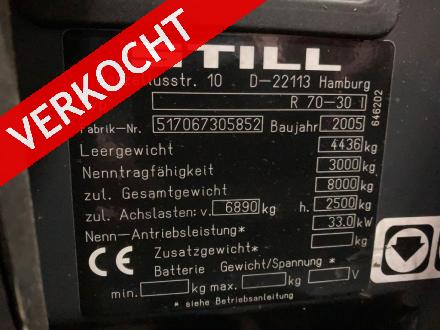 VERKOCHT
STILL
10 D-22113 Hamburg
R 70-30 I
Fabrik-Nr. 517067305852 Baujahr 2005
646202
Leergewicht 4436 kg
Nenntragfähigkeit 3000 kg
zul. Gesamtgewicht 8000 kg
zul. Achslasten: v. 6890 kg h. 2500 kg
Nenn-Antriebsleistung* 33.0 kW
Zusatzgewicht* kg
CE Batterie Gewicht/Spannung *
min. kg max. kg V
* siehe Betriebsanleitung